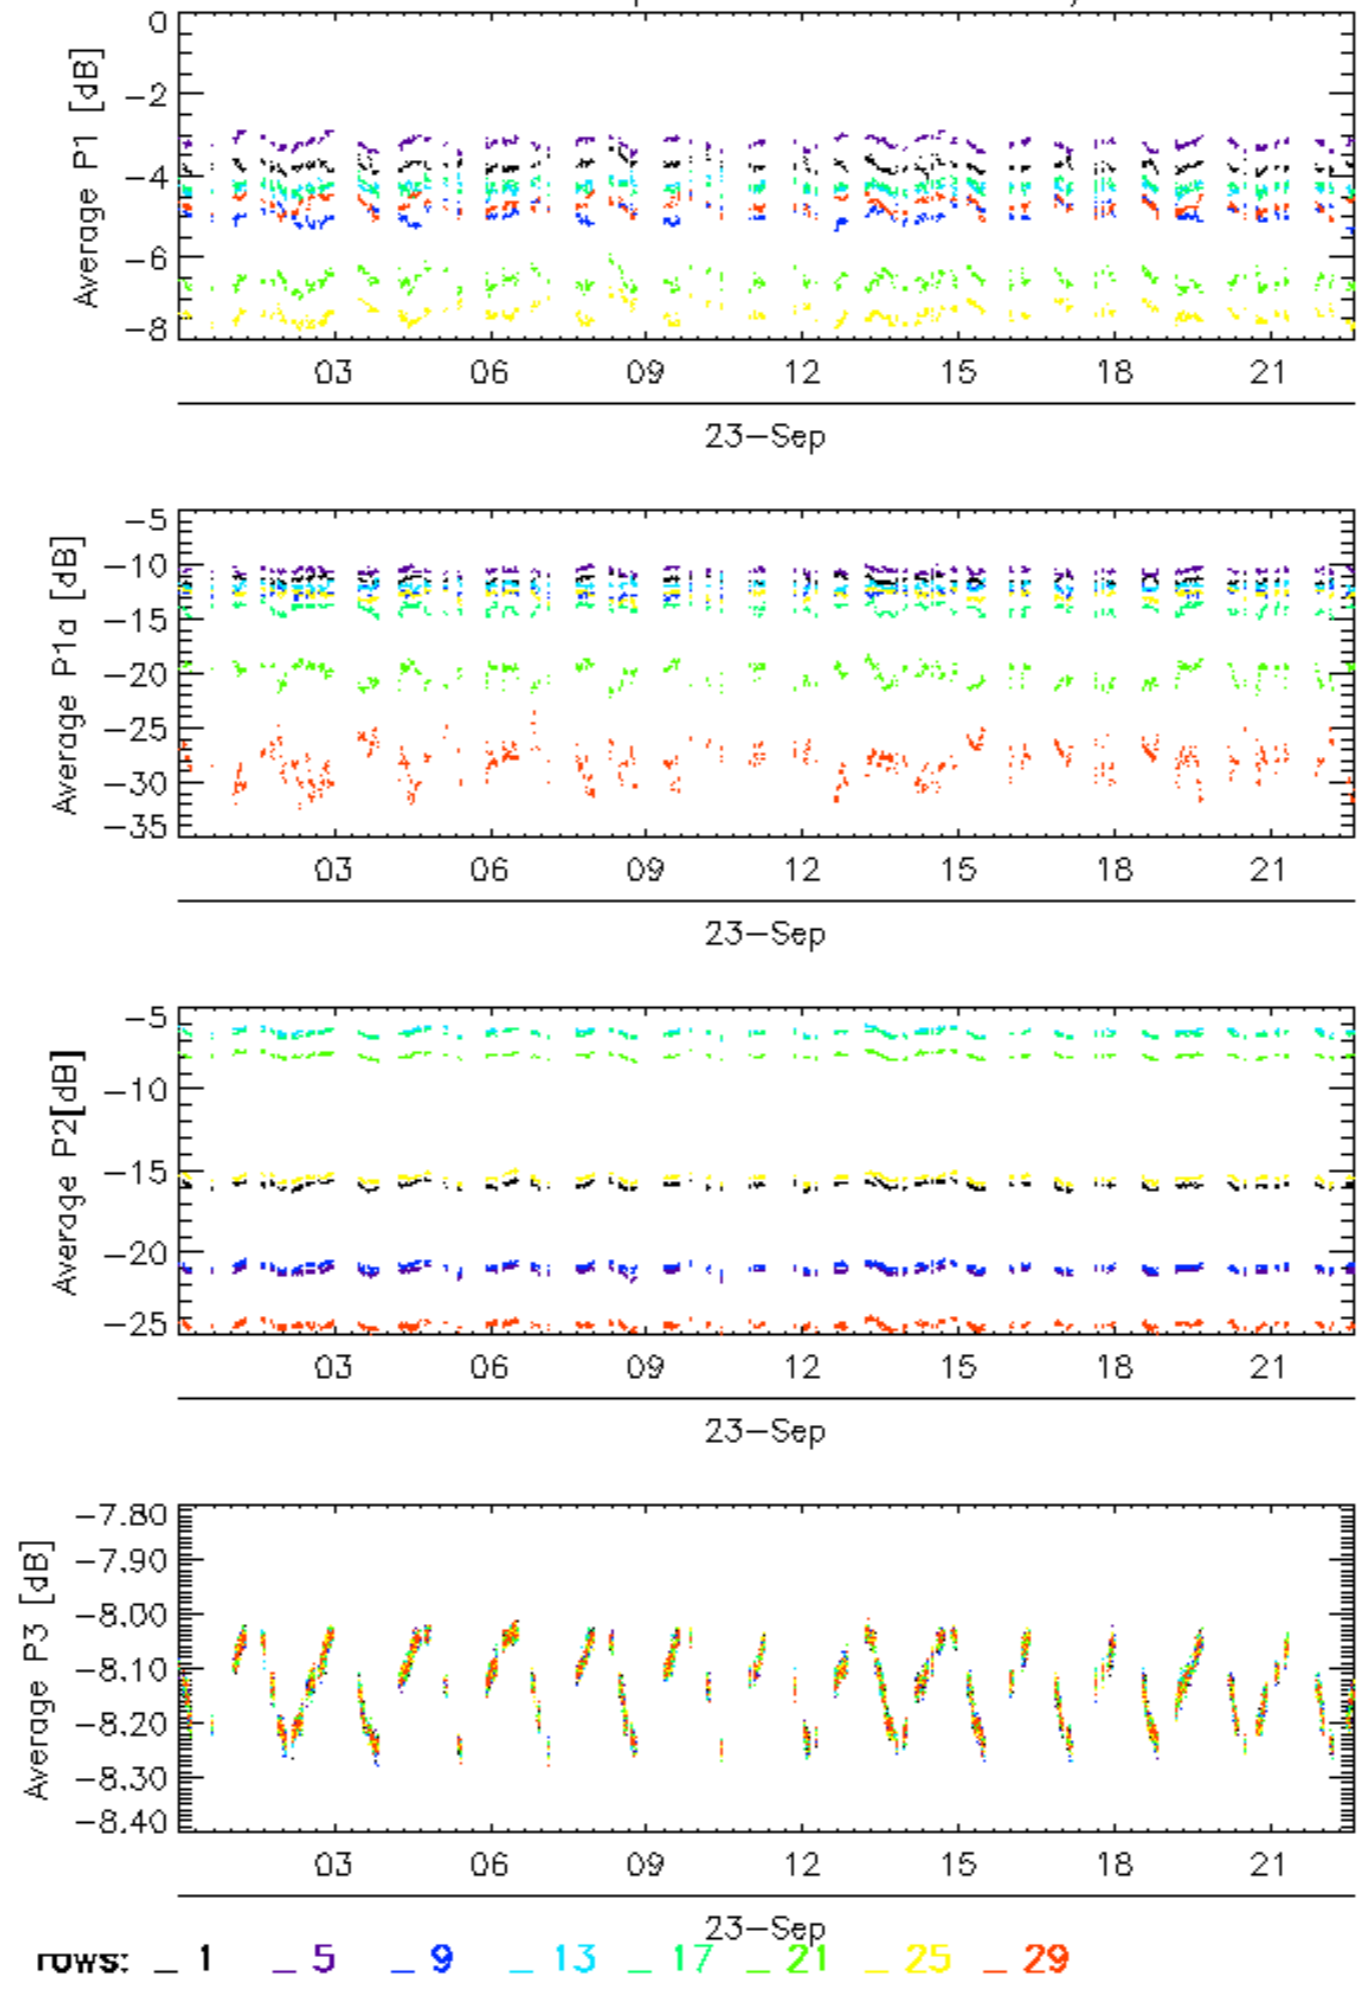 0
-2
-4
-6
-8
Average P1 [dB]
03 06 09 12 15 18 21
23-Sep
-5
-10
-15
-20
-25
-30
-35
Average P1a [dB]
03 06 09 12 15 18 21
23-Sep
-5
-10
-15
-20
-25
Average P2[dB]
03 06 09 12 15 18 21
23-Sep
-7.80
-7.90
-8.00
-8.10
-8.20
-8.30
-8.40
Average P3 [dB]
03 06 09 12 15 18 21
23-Sep
rows: _ 1 _ 5 _ 9 _ 13 _ 17 _ 21 _ 25 _ 29